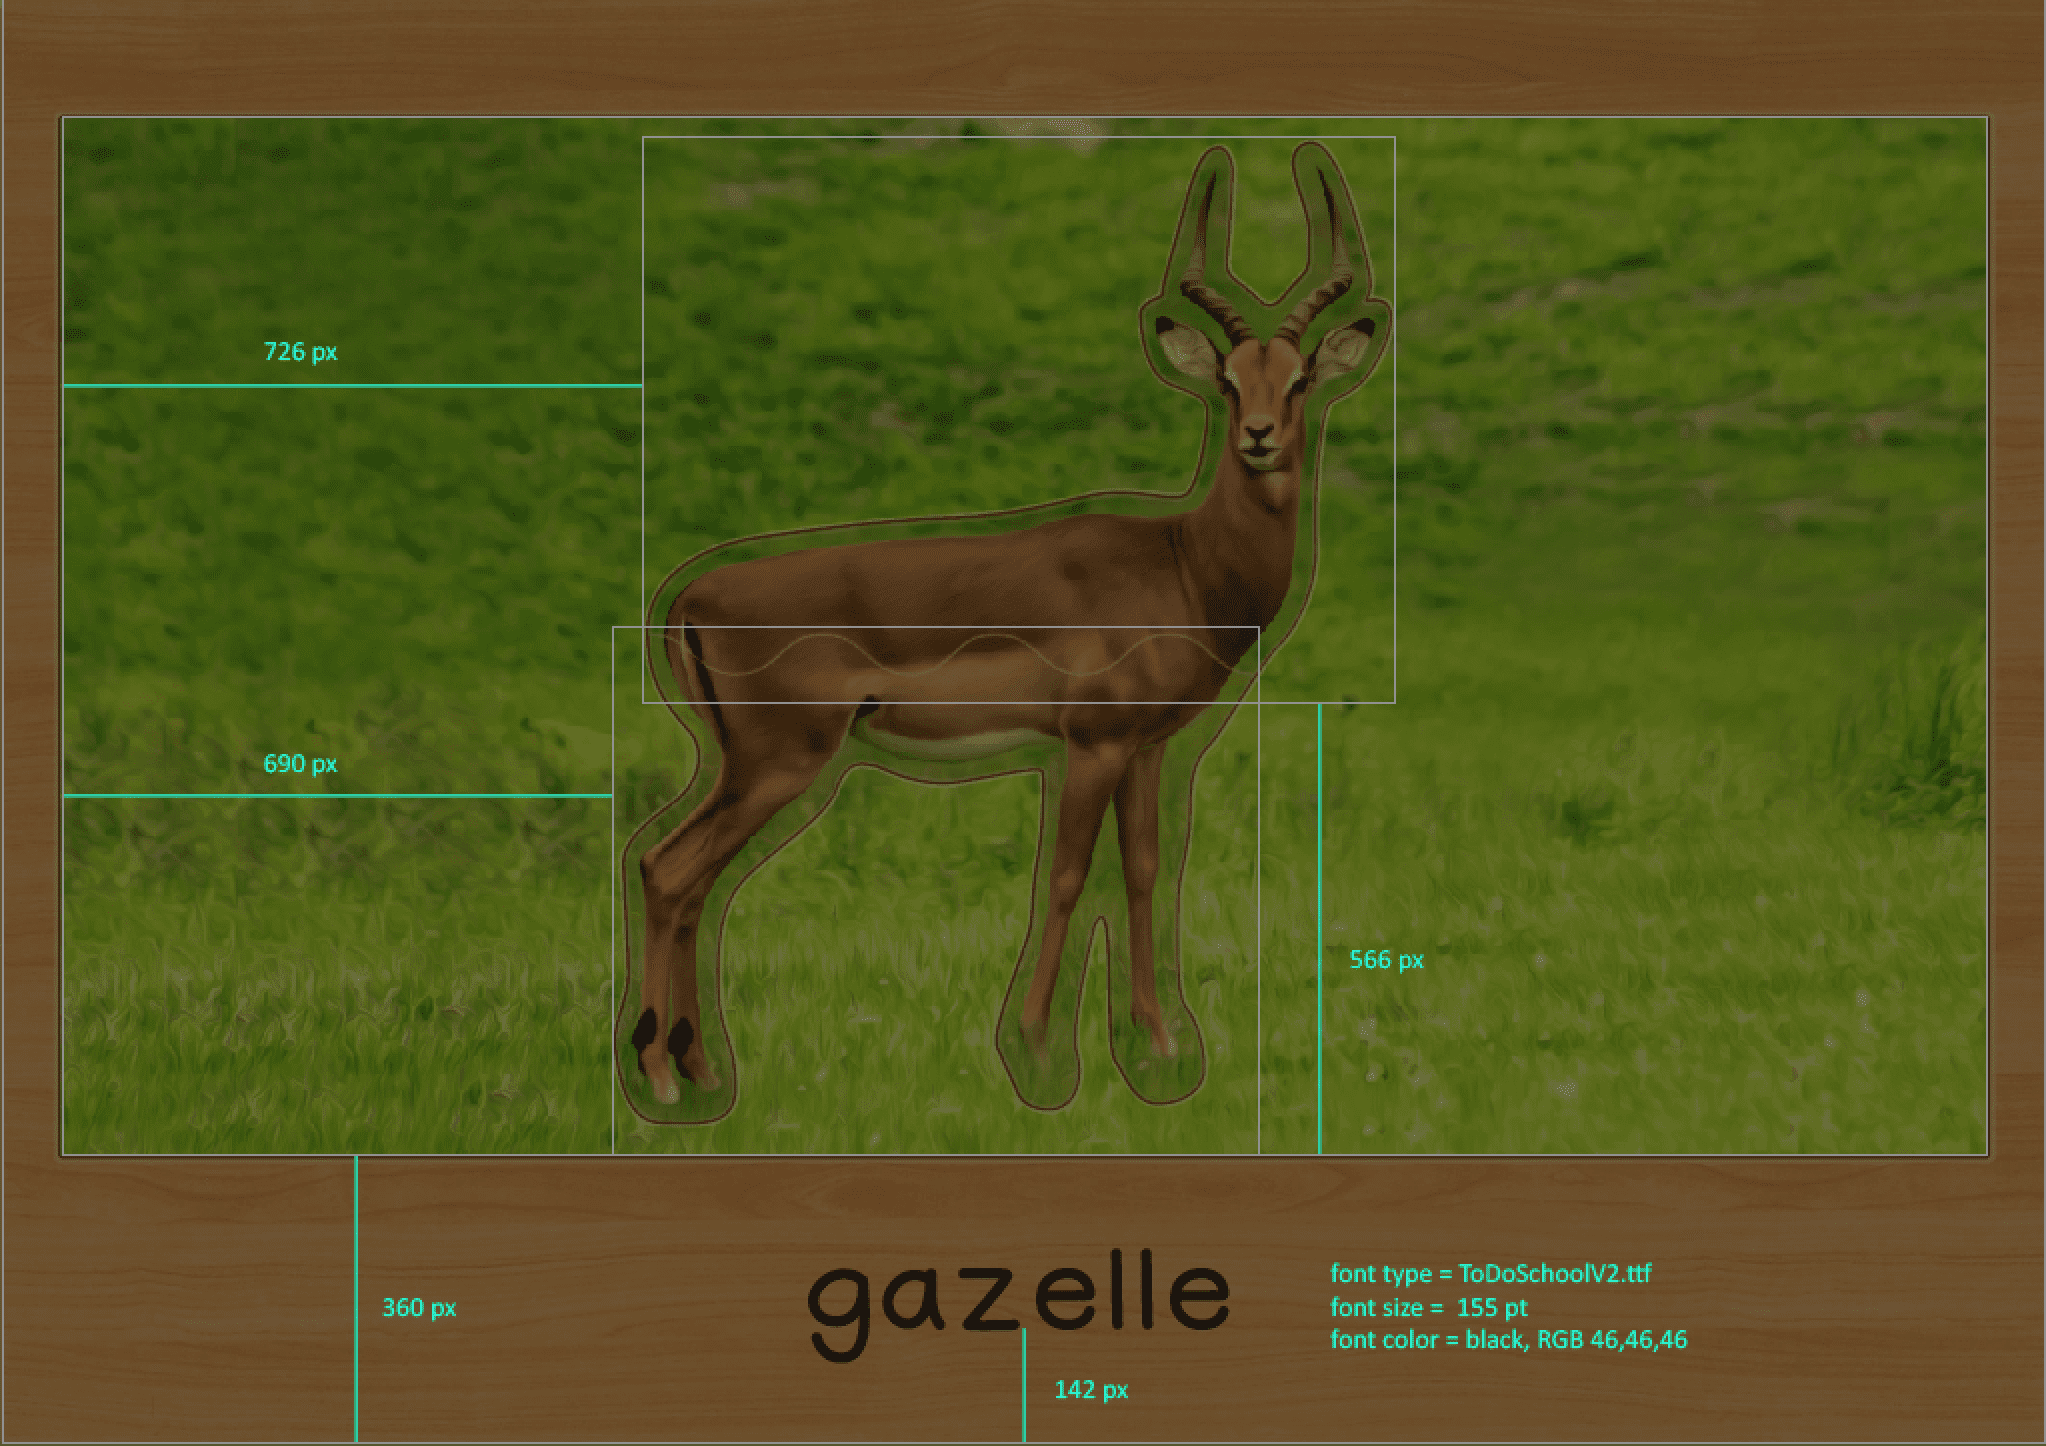 726 px
690 px
566 px
gazelle
font type = ToDoSchoolV2.ttf
font size =  155 pt
font color = black, RGB 46,46,46
360 px
142 px